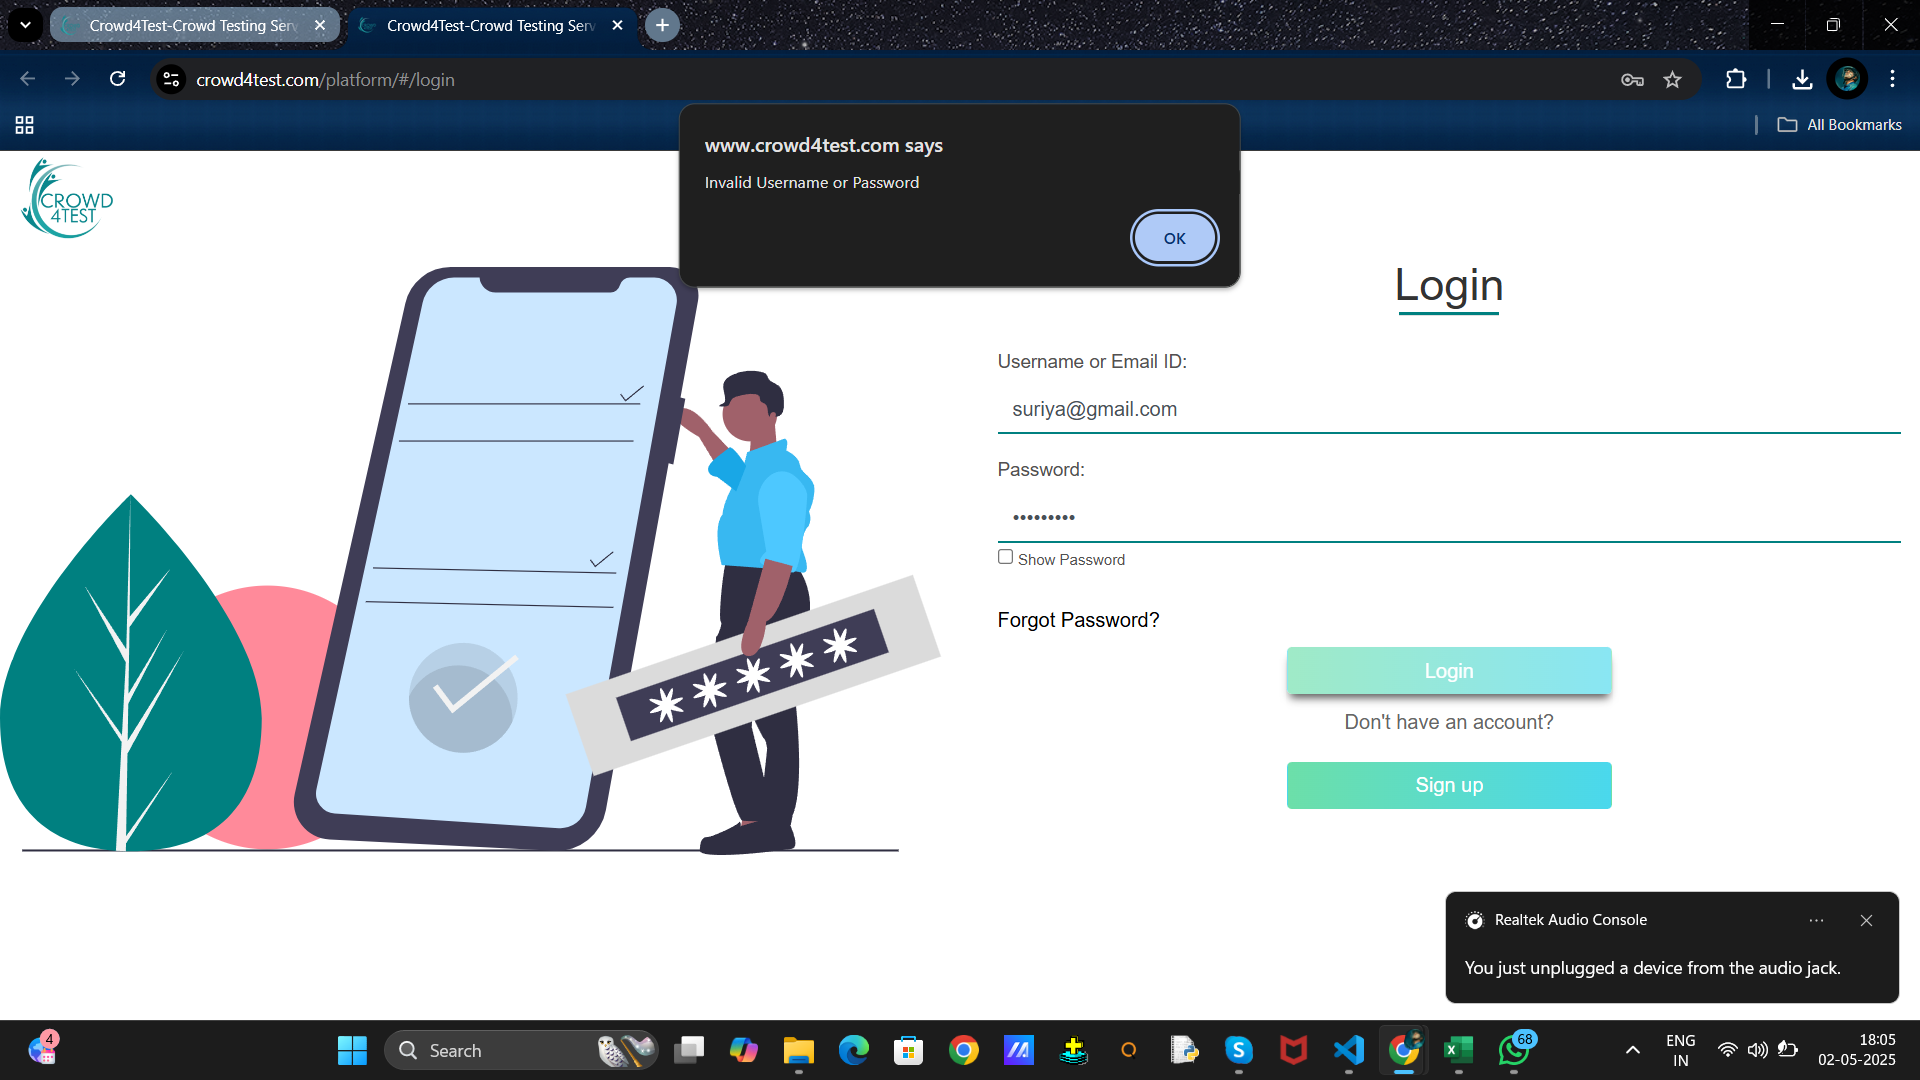 Crowd4Test-Crowd Testing Serv
Crowd4Test-Crowd Testing Serv
crowd4test.com/platform/#/login
All Bookmarks
www.crowd4test.com says
Invalid Username or Password
OK
CROWD
4TEST
Login
Username or Email ID:
suriya@gmail.com
Password:
•••••••••
Show Password
Forgot Password?
Login
Don't have an account?
Sign up
Realtek Audio Console
You just unplugged a device from the audio jack.
4
Search
68
ENG
IN
18:05
02-05-2025